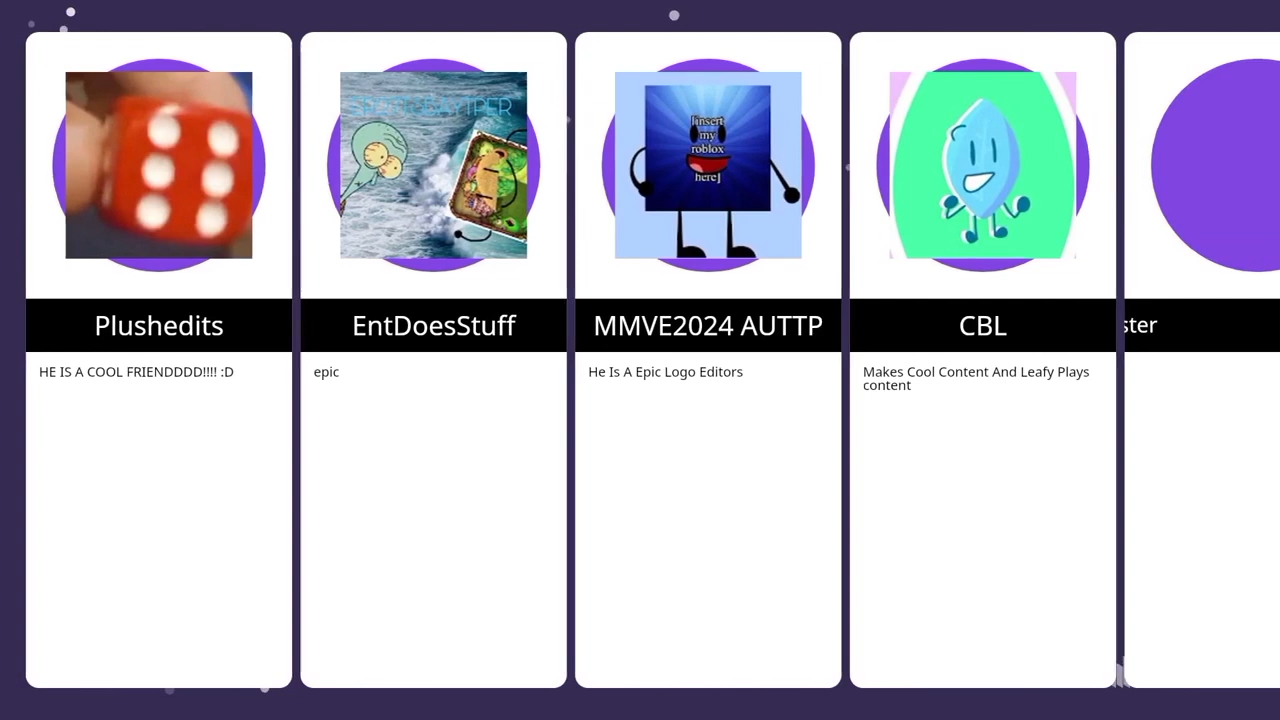 [insert
my
roblox
here]
Plushedits
EntDoesStuff
MMVE2024 AUTTP
CBL
ster
HE IS A COOL FRIENDDDD!!!! :D
epic
He Is A Epic Logo Editors
Makes Cool Content And Leafy Plays
content